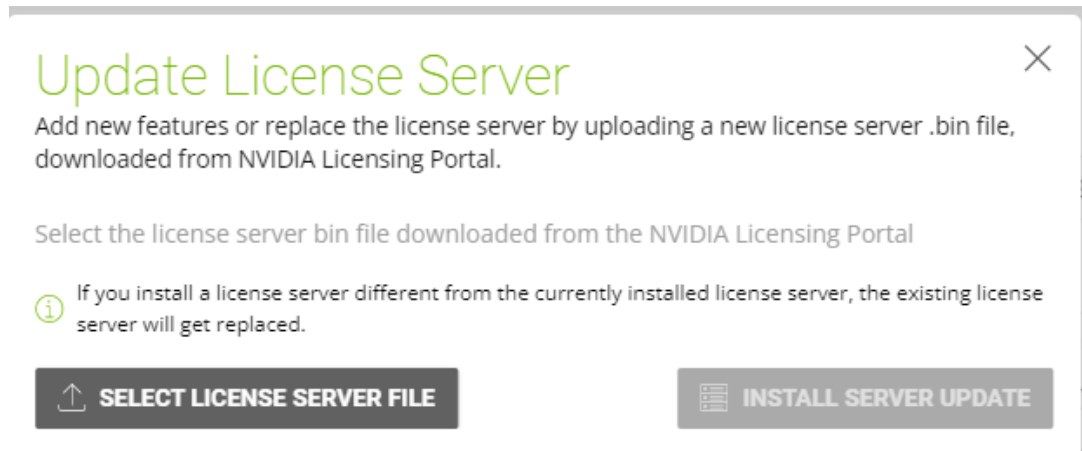 Update License Server
Add new features or replace the license server by uploading a new license server .bin file,
downloaded from NVIDIA Licensing Portal.
Select the license server bin file downloaded from the NVIDIA Licensing Portal
If you install a license server different from the currently installed license server, the existing license
server will get replaced.
SELECT LICENSE SERVER FILE
INSTALL SERVER UPDATE